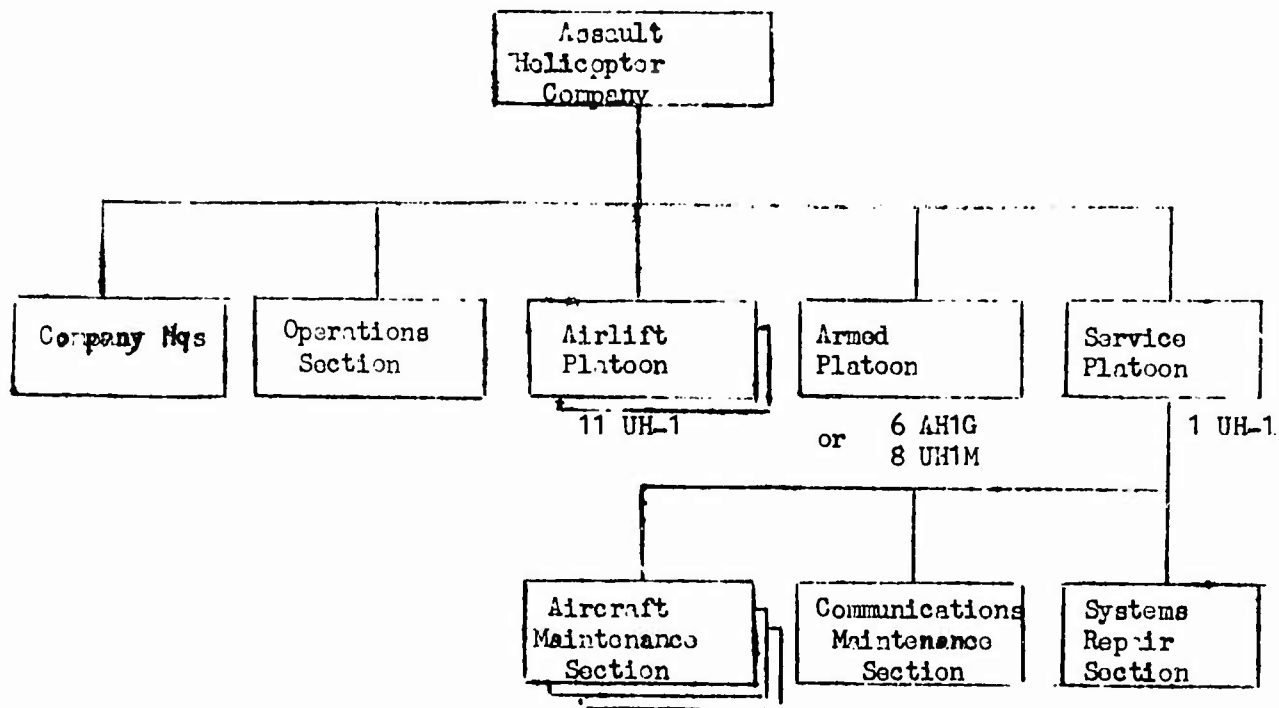 Assault
Helicopter
Company
Company Hqs
Operations
Section
Airlift
Platoon
Armed
Platoon
Service
Platoon
11 UH-1
or
6 AH1G
8 UH1M
1 UH-1
Aircraft
Maintenance
Section
Communications
Maintenance
Section
Systems
Repair
Section